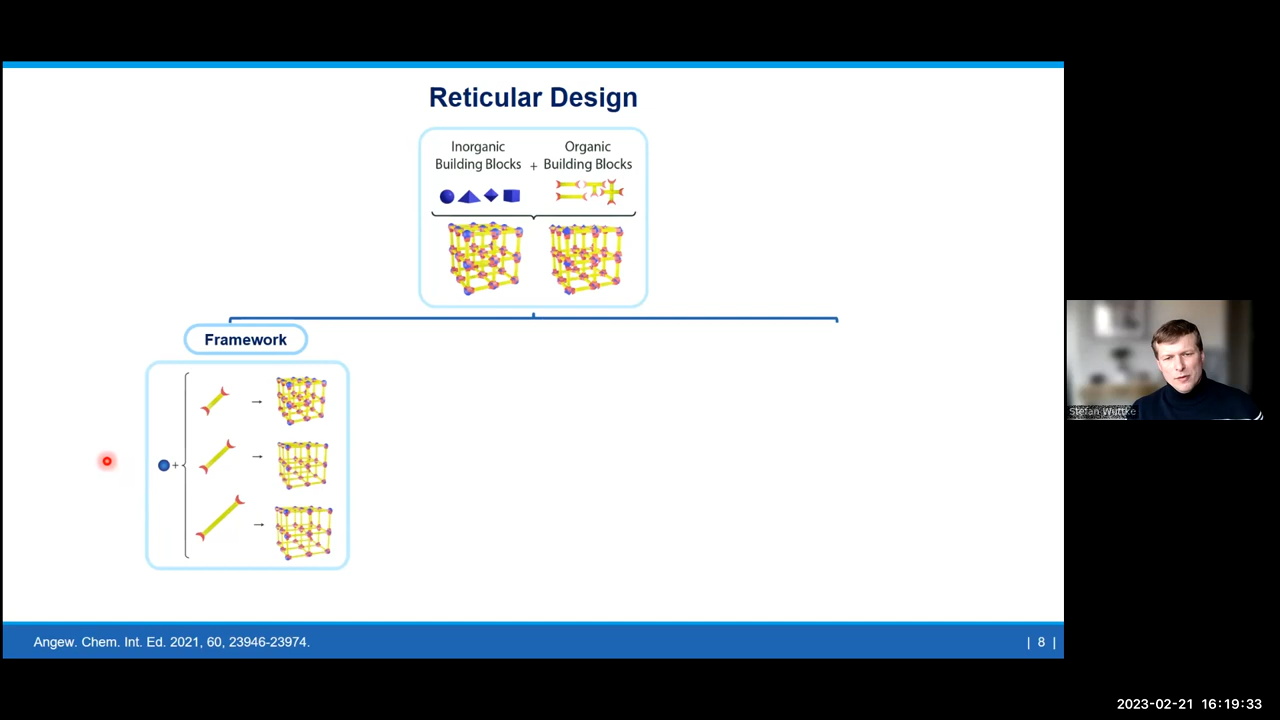 Reticular Design
Inorganic
Building Blocks
+
Organic
Building Blocks
Framework
+
Angew. Chem. Int. Ed. 2021, 60, 23946-23974.
| 8 |
Stefan Wuttke
2023-02-21 16:19:33